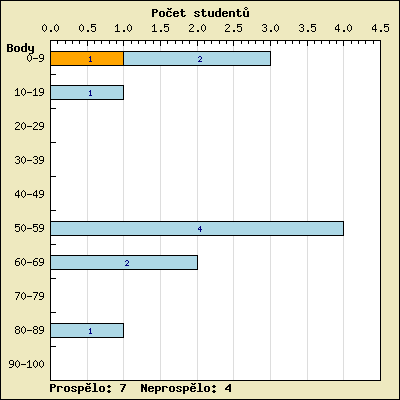 Počet studentů
0.0 0.5 1.0 1.5 2.0 2.5 3.0 3.5 4.0 4.5
Body
0-9 1 2
10-19 1
20-29
30-39
40-49
50-59 4
60-69 2
70-79
80-89 1
90-100
Prospělo: 7 Neprospělo: 4